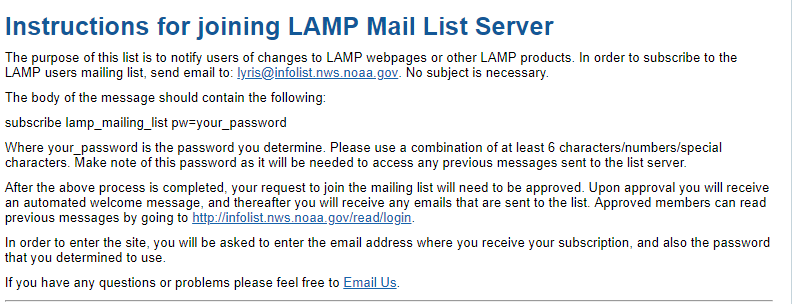 Instructions for joining LAMP Mail List Server
The purpose of this list is to notify users of changes to LAMP webpages or other LAMP products. In order to subscribe to the
LAMP users mailing list, send email to: lyris@infolist.nws.noaa.gov. No subject is necessary.
The body of the message should contain the following:
subscribe lamp_mailing_list pw=your_password
Where your_password is the password you determine. Please use a combination of at least 6 characters/numbers/special
characters. Make note of this password as it will be needed to access any previous messages sent to the list server.
After the above process is completed, your request to join the mailing list will need to be approved. Upon approval you will receive
an automated welcome message, and thereafter you will receive any emails that are sent to the list. Approved members can read
previous messages by going to http://infolist.nws.noaa.gov/read/login.
In order to enter the site, you will be asked to enter the email address where you receive your subscription, and also the password
that you determined to use.
If you have any questions or problems please feel free to Email Us.